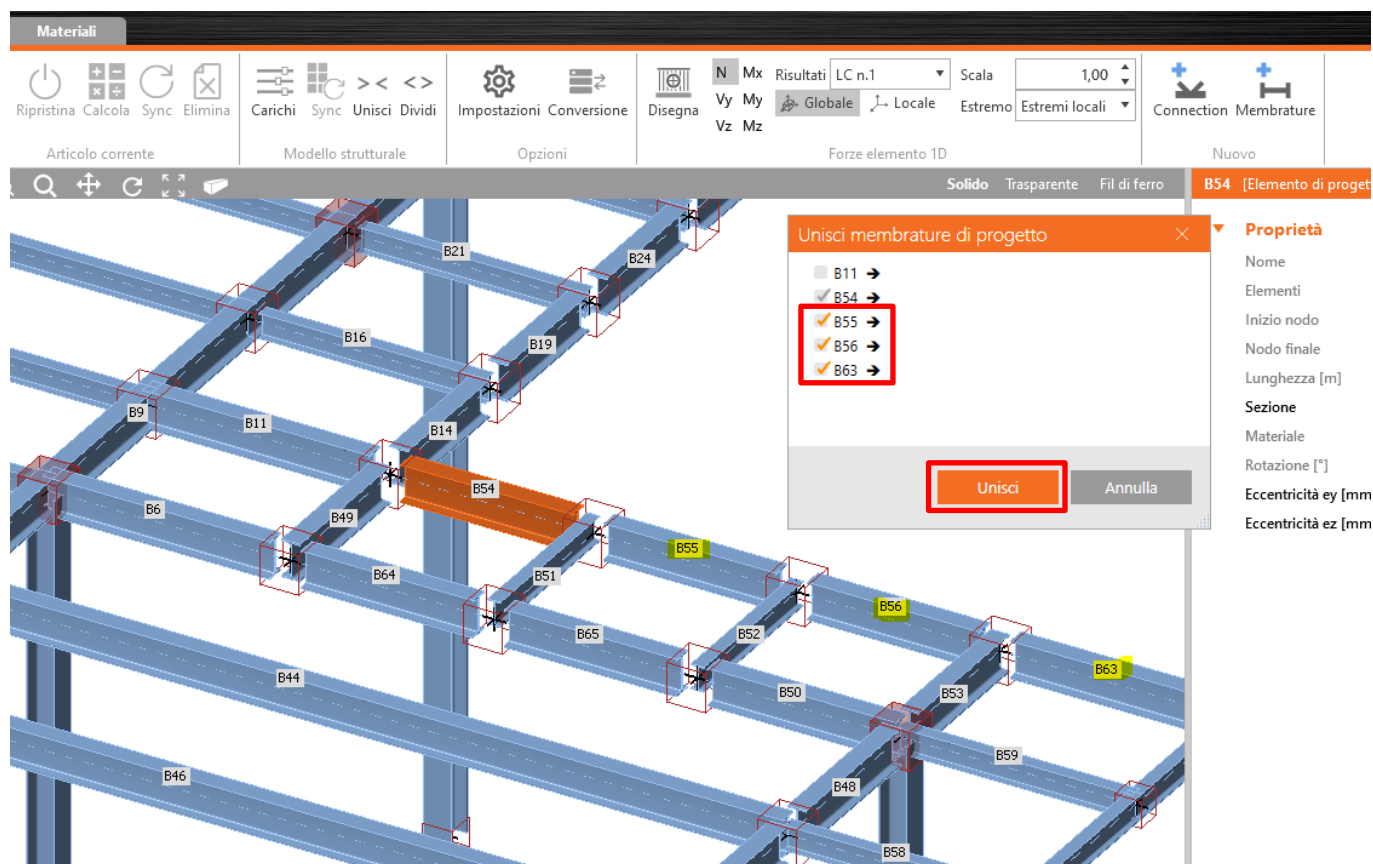 Materiali
Ripristina Calcola Sync Elimina
Articolo corrente
Carichi Sync Unisci Dividi
Modello strutturale
Impostazioni Conversione
Opzioni
Disegna
N Mx
Vy My
Vz Mz
Risultati LC n.1 Scala 1,00
Globale Locale Estremo Estremi locali
Forze elemento 1D
Connection Membrature
Nuovo
Solido Trasparente Fil di ferro
B54 [Elemento di proget
Proprietà
Nome
Elementi
Inizio nodo
Nodo finale
Lunghezza [m]
Sezione
Materiale
Rotazione [°]
Eccentricità ey [mm
Eccentricità ez [mm
Unisci membrature di progetto
B11
B54
B55
B56
B63
Unisci Annulla
B21
B24
B16
B19
B9
B11
B14
B54
B6
B49
B55
B64
B51
B56
B65
B52
B63
B44
B50
B53
B59
B46
B48
B58